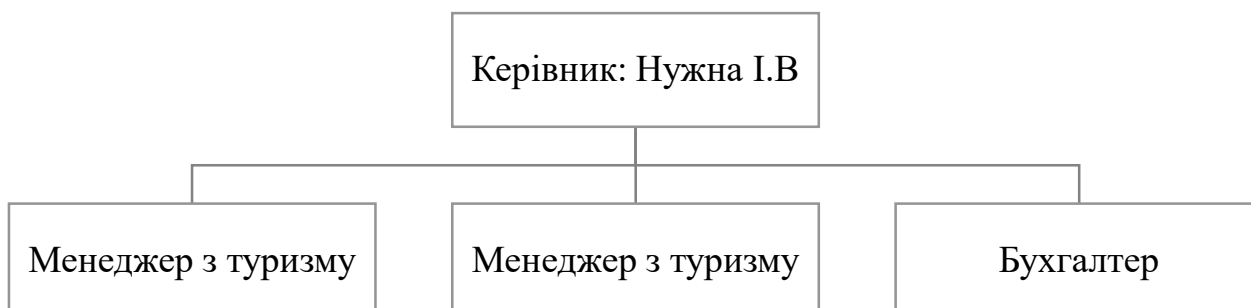 Керівник: Нужна І.В
Менеджер з туризму
Менеджер з туризму
Бухгалтер